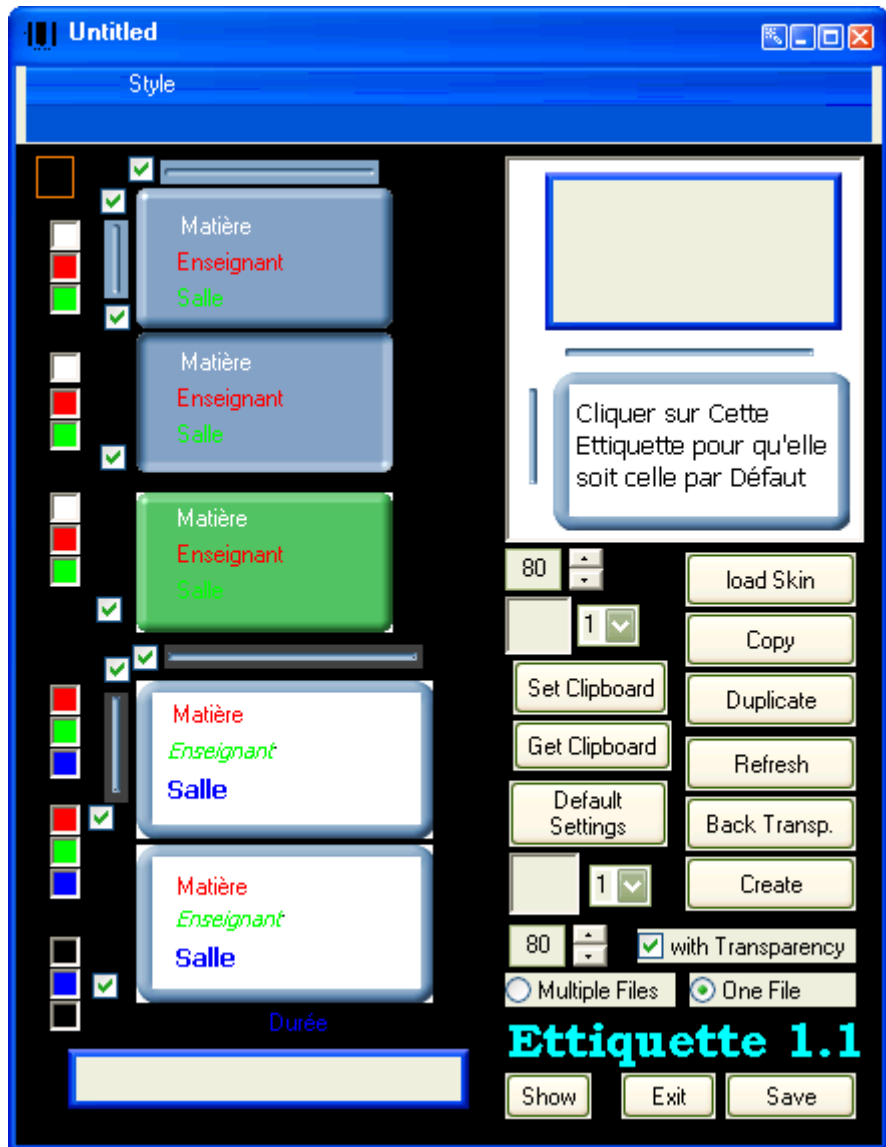 Untitled
Style
Matière
Enseignant
Salle
Matière
Enseignant
Salle
Matière
Enseignant
Salle
Matière
Enseignant
Salle
Matière
Enseignant
Salle
Durée
Cliquer sur Cette
Ettiquette pour qu'elle
soit celle par Défaut
80
load Skin
1
Copy
Set Clipboard
Duplicate
Get Clipboard
Refresh
Default
Settings
Back Transp.
1
Create
80
with Transparency
Multiple Files
One File
Ettiquette 1.1
Show
Exit
Save